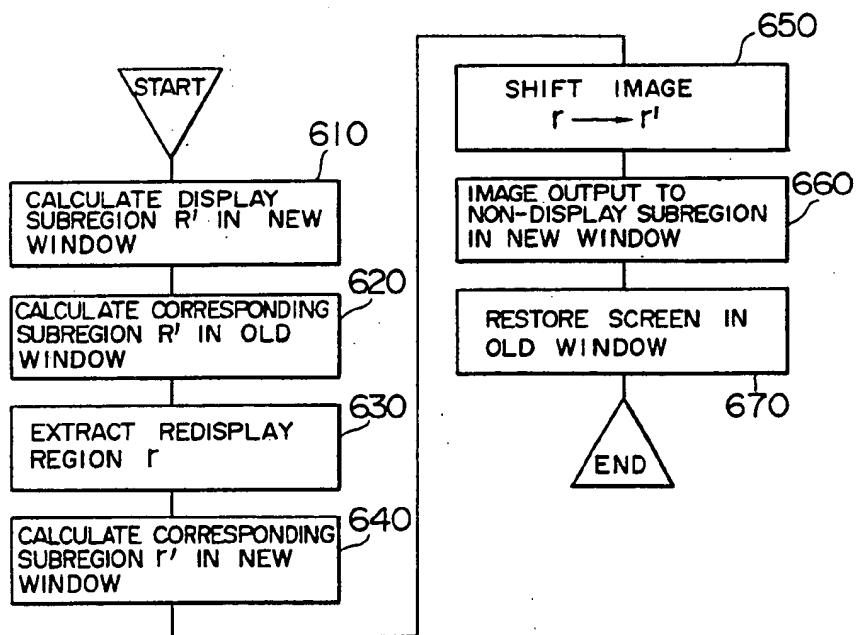 START
610
CALCULATE DISPLAY
SUBREGION R' IN NEW
WINDOW
620
CALCULATE CORRESPONDING
SUBREGION R' IN OLD
WINDOW
630
EXTRACT REDISPLAY
REGION r
640
CALCULATE CORRESPONDING
SUBREGION r' IN NEW
WINDOW
650
SHIFT IMAGE
r → r'
660
IMAGE OUTPUT TO
NON-DISPLAY SUBREGION
IN NEW WINDOW
RESTORE SCREEN IN
OLD WINDOW
670
END